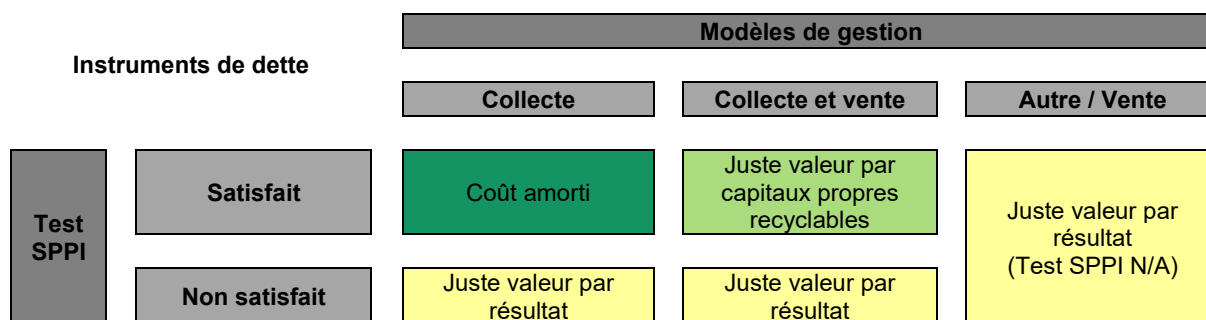 Modèles de gestion
Instruments de dette
Collecte
Collecte et vente
Autre / Vente
Test
SPPI
Satisfait
Coût amorti
Juste valeur par
capitaux propres
recyclables
Juste valeur par
résultat
(Test SPPI N/A)
Non satisfait
Juste valeur par
résultat
Juste valeur par
résultat